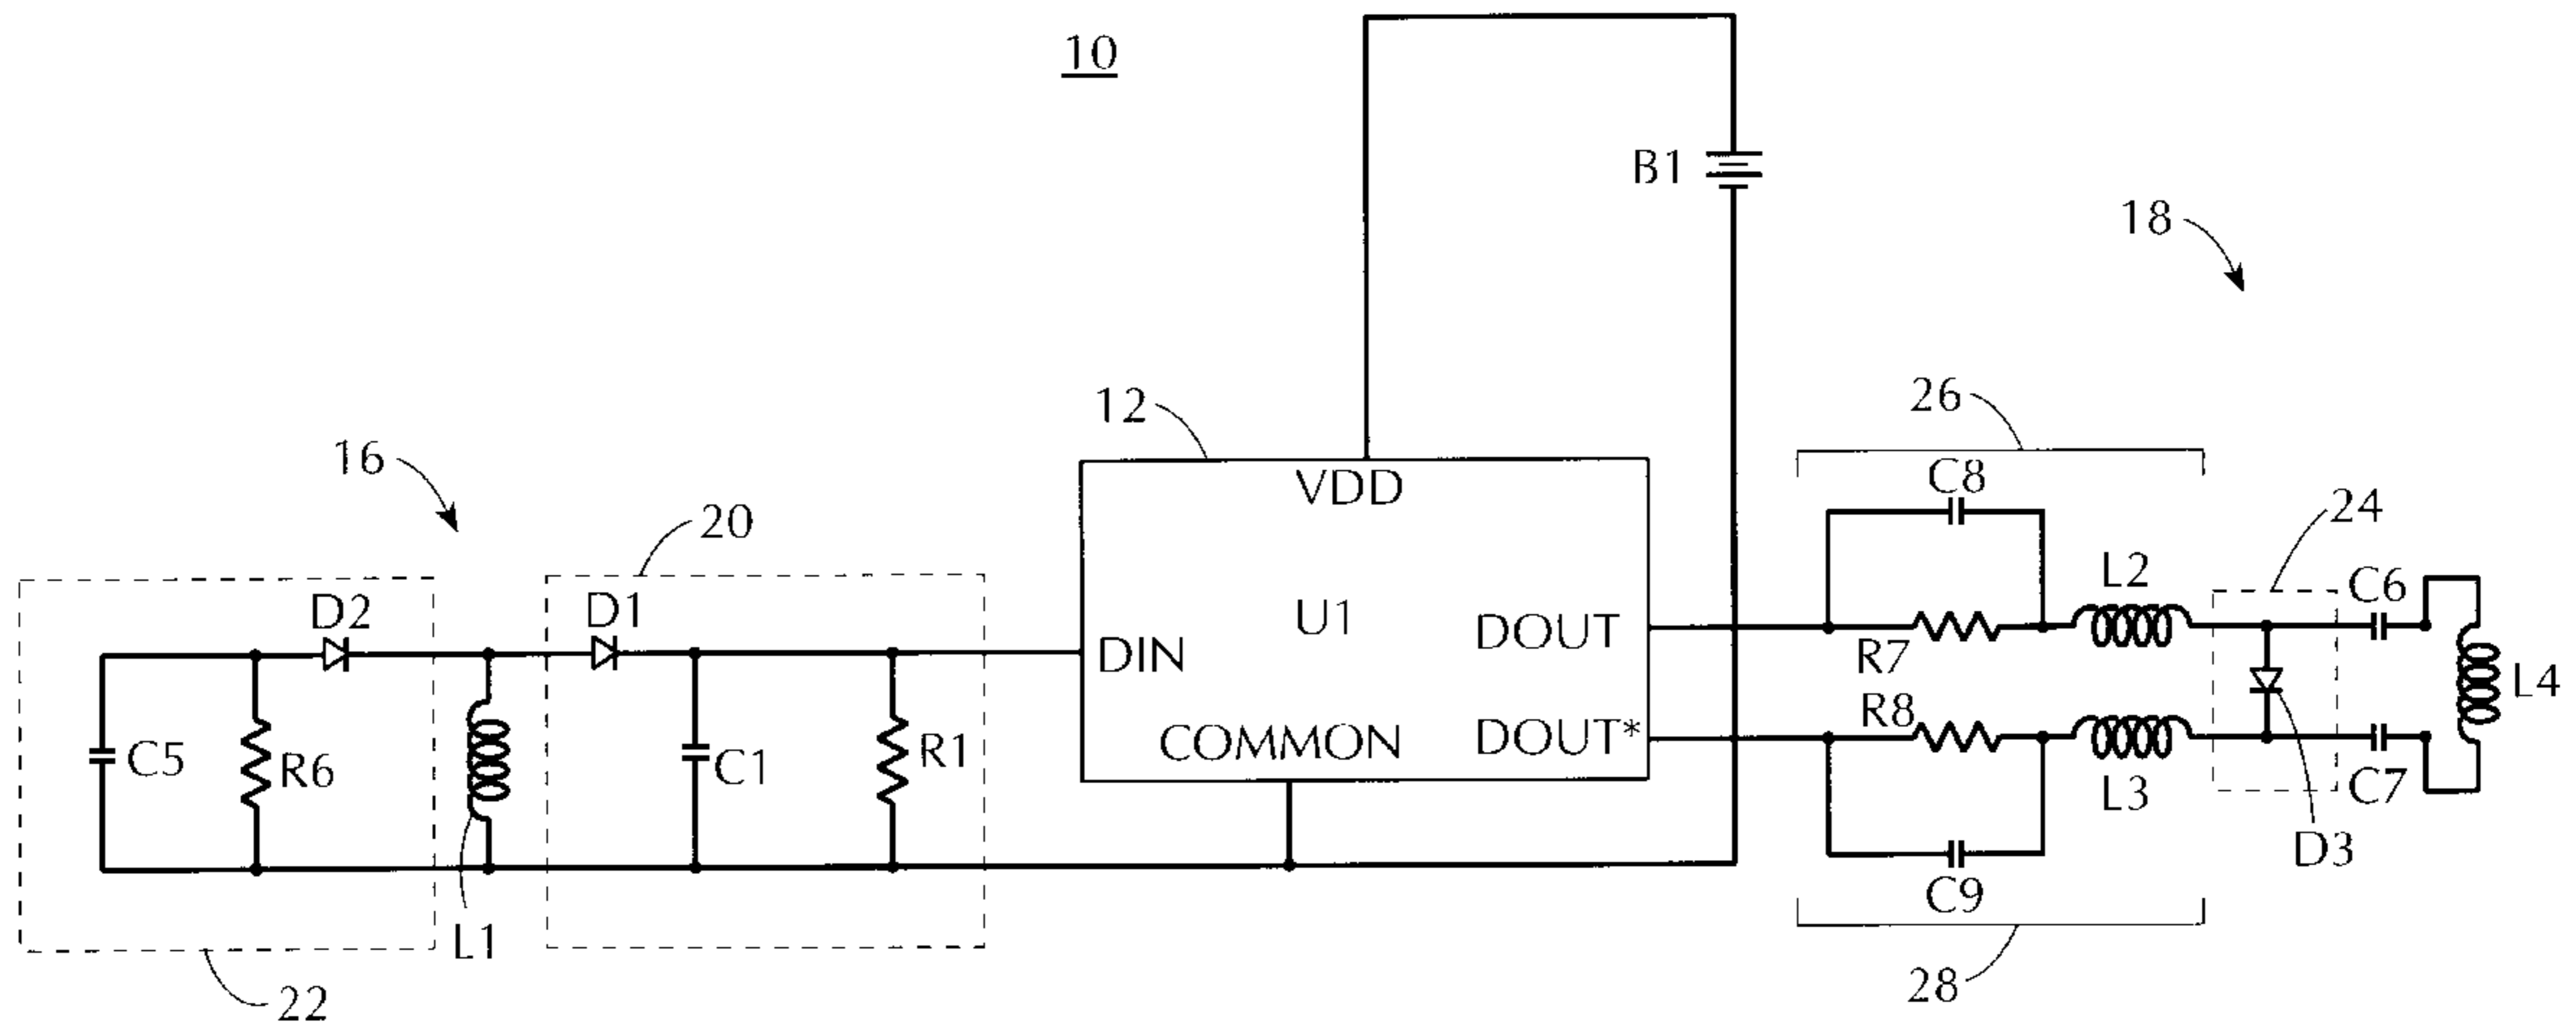 10
B1
18
12
26
16
C8
VDD
24
20
L2
D2
D1
C6
U1
DOUT
DIN
R7
L4
R8
C5
R6
C1
R1
COMMON
DOUT*
L3
C7
D3
C9
L1
22
28